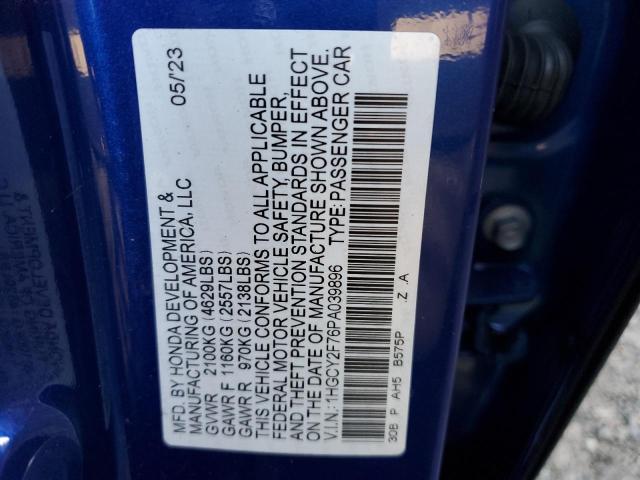 MFD. BY HONDA DEVELOPMENT & 05/'23
MANUFACTURING OF AMERICA, LLC
GVWR 2100KG (4629LBS)
GAWR F 1160KG (2557LBS)
GAWR R 970KG (2138LBS)
THIS VEHICLE CONFORMS TO ALL APPLICABLE
FEDERAL MOTOR VEHICLE SAFETY, BUMPER,
AND THEFT PREVENTION STANDARDS IN EFFECT
ON THE DATE OF MANUFACTURE SHOWN ABOVE.
V.I.N.:1HGCY2F76PA039896 TYPE:PASSENGER CAR
30B P AH5 B575P .Z .A